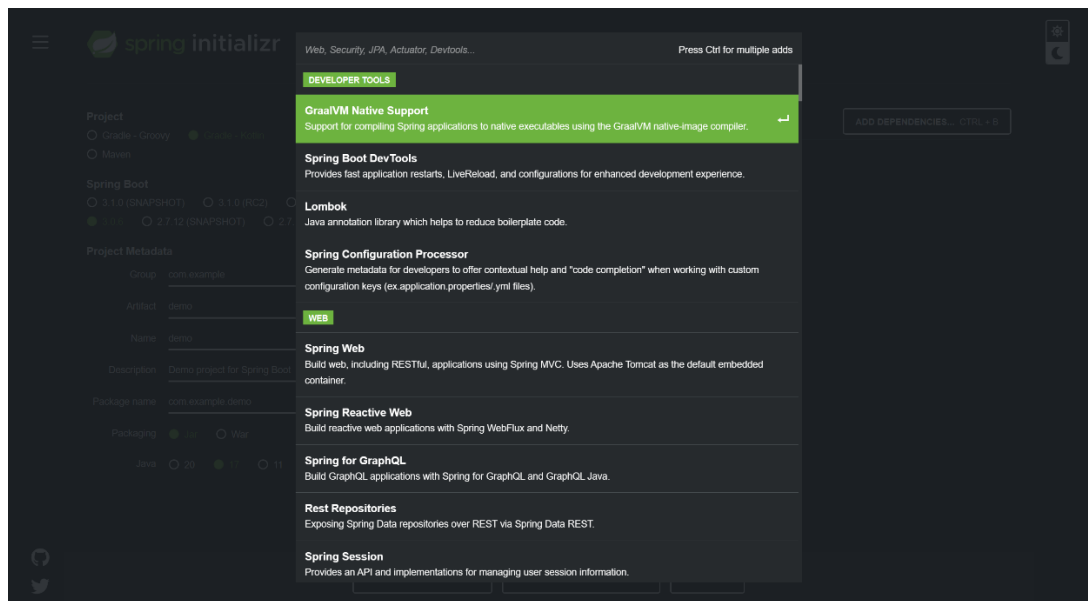 spring initializr
Web, Security, JPA, Actuator, Devtools...
Press Ctrl for multiple adds
DEVELOPER TOOLS
GraalVM Native Support
Support for compiling Spring applications to native executables using the GraalVM native-image compiler.
Spring Boot DevTools
Provides fast application restarts, LiveReload, and configurations for enhanced development experience.
Lombok
Java annotation library which helps to reduce boilerplate code.
Spring Configuration Processor
Generate metadata for developers to offer contextual help and "code completion" when working with custom
configuration keys (ex.application.properties/.yml files).
WEB
Spring Web
Build web, including RESTful, applications using Spring MVC. Uses Apache Tomcat as the default embedded
container.
Spring Reactive Web
Build reactive web applications with Spring WebFlux and Netty.
Spring for GraphQL
Build GraphQL applications with Spring for GraphQL and GraphQL Java.
Rest Repositories
Exposing Spring Data repositories over REST via Spring Data REST.
Spring Session
Provides an API and implementations for managing user session information.
Project
Gradle - Groovy
Maven
Spring Boot
3.1.0 (SNAPSHOT) 3.1.0 (RC2)
2.7.12 (SNAPSHOT) 2.7
Project Metadata
Group com.example
Artifact demo
Name demo
Description Demo project for Spring Boot
Package name com.example.demo
Packaging War
Java 20 11
ADD DEPENDENCIES... CTRL + B